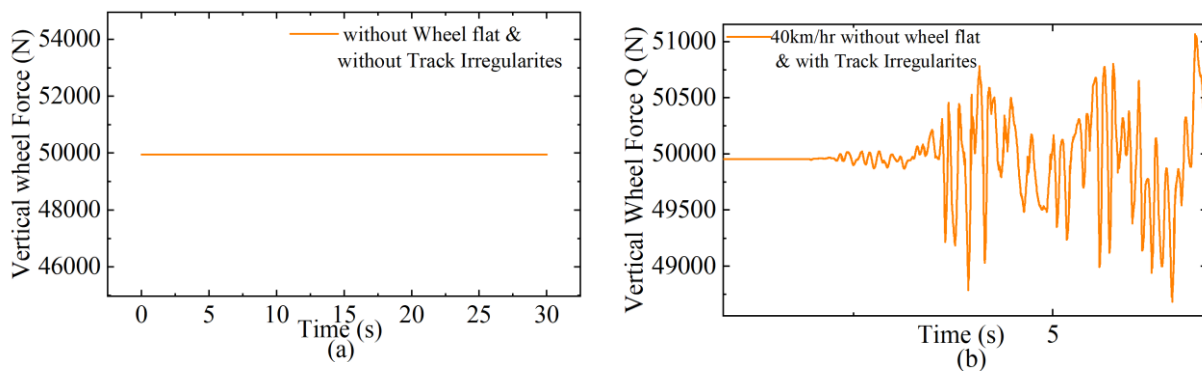 Vertical wheel Force (N)
54000
52000
50000
48000
46000
without Wheel flat &
without Track Irregularites
0 5 10 15 20 25 30
Time (s)
(a)
Vertical Wheel Force Q (N)
51000
50500
50000
49500
49000
40km/hr without wheel flat
& with Track Irregularites
Time (s) 5
(b)